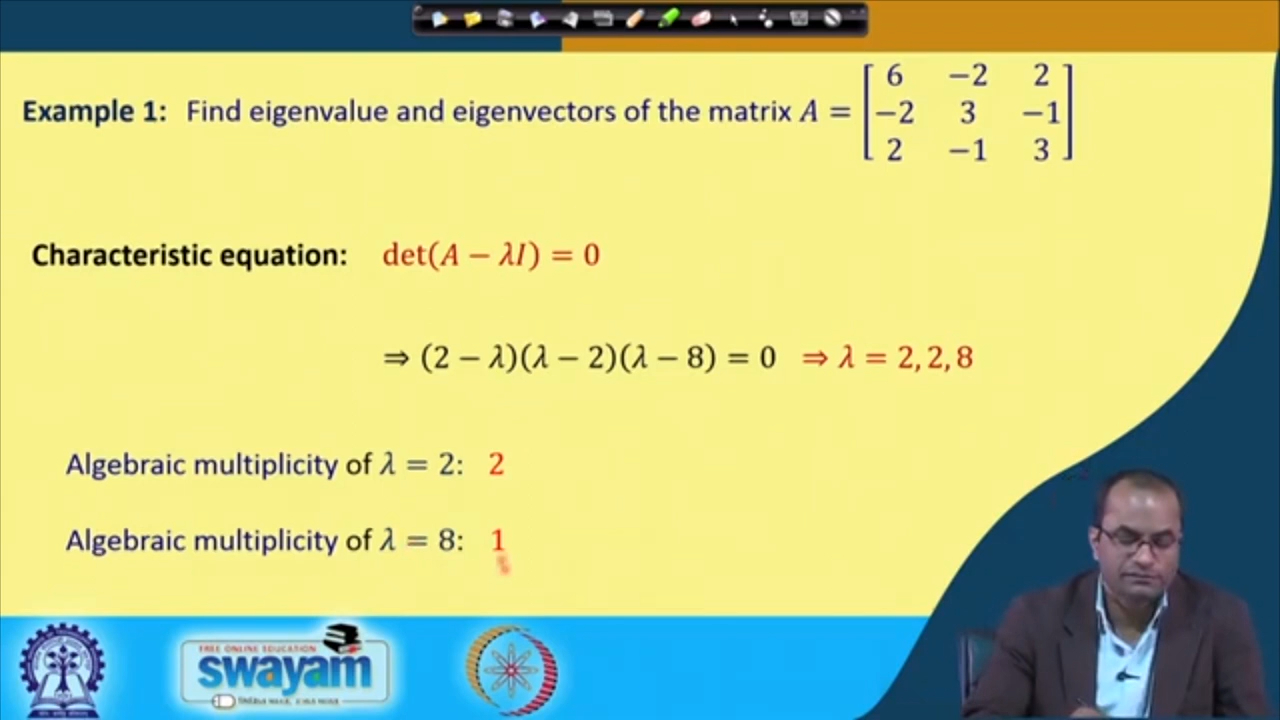 Example 1: Find eigenvalue and eigenvectors of the matrix A = [6 −2 2
−2 3 −1
2 −1 3]
Characteristic equation: det(A − λI) = 0
⇒ (2 − λ)(λ − 2)(λ − 8) = 0 ⇒ λ = 2, 2, 8
Algebraic multiplicity of λ = 2: 2
Algebraic multiplicity of λ = 8: 1
FREE ONLINE EDUCATION
swayam